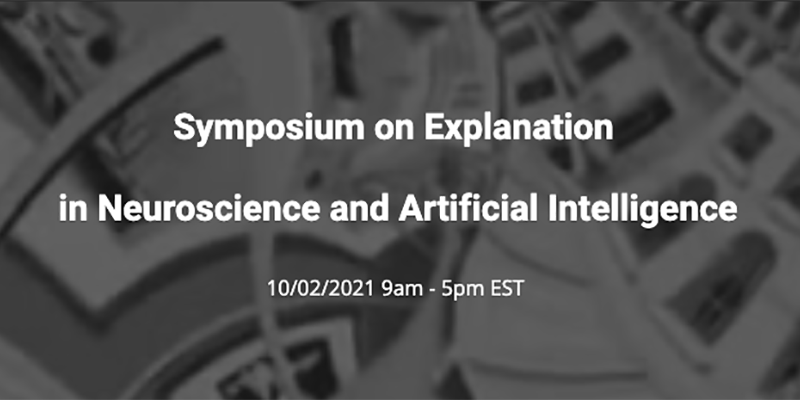 Symposium on Explanation
in Neuroscience and Artificial Intelligence
10/02/2021 9am - 5pm EST